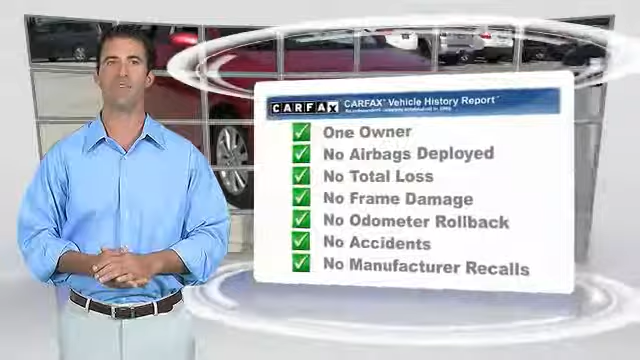 CARFAX CARFAX Vehicle History Report™
One Owner
No Airbags Deployed
No Total Loss
No Frame Damage
No Odometer Rollback
No Accidents
No Manufacturer Recalls